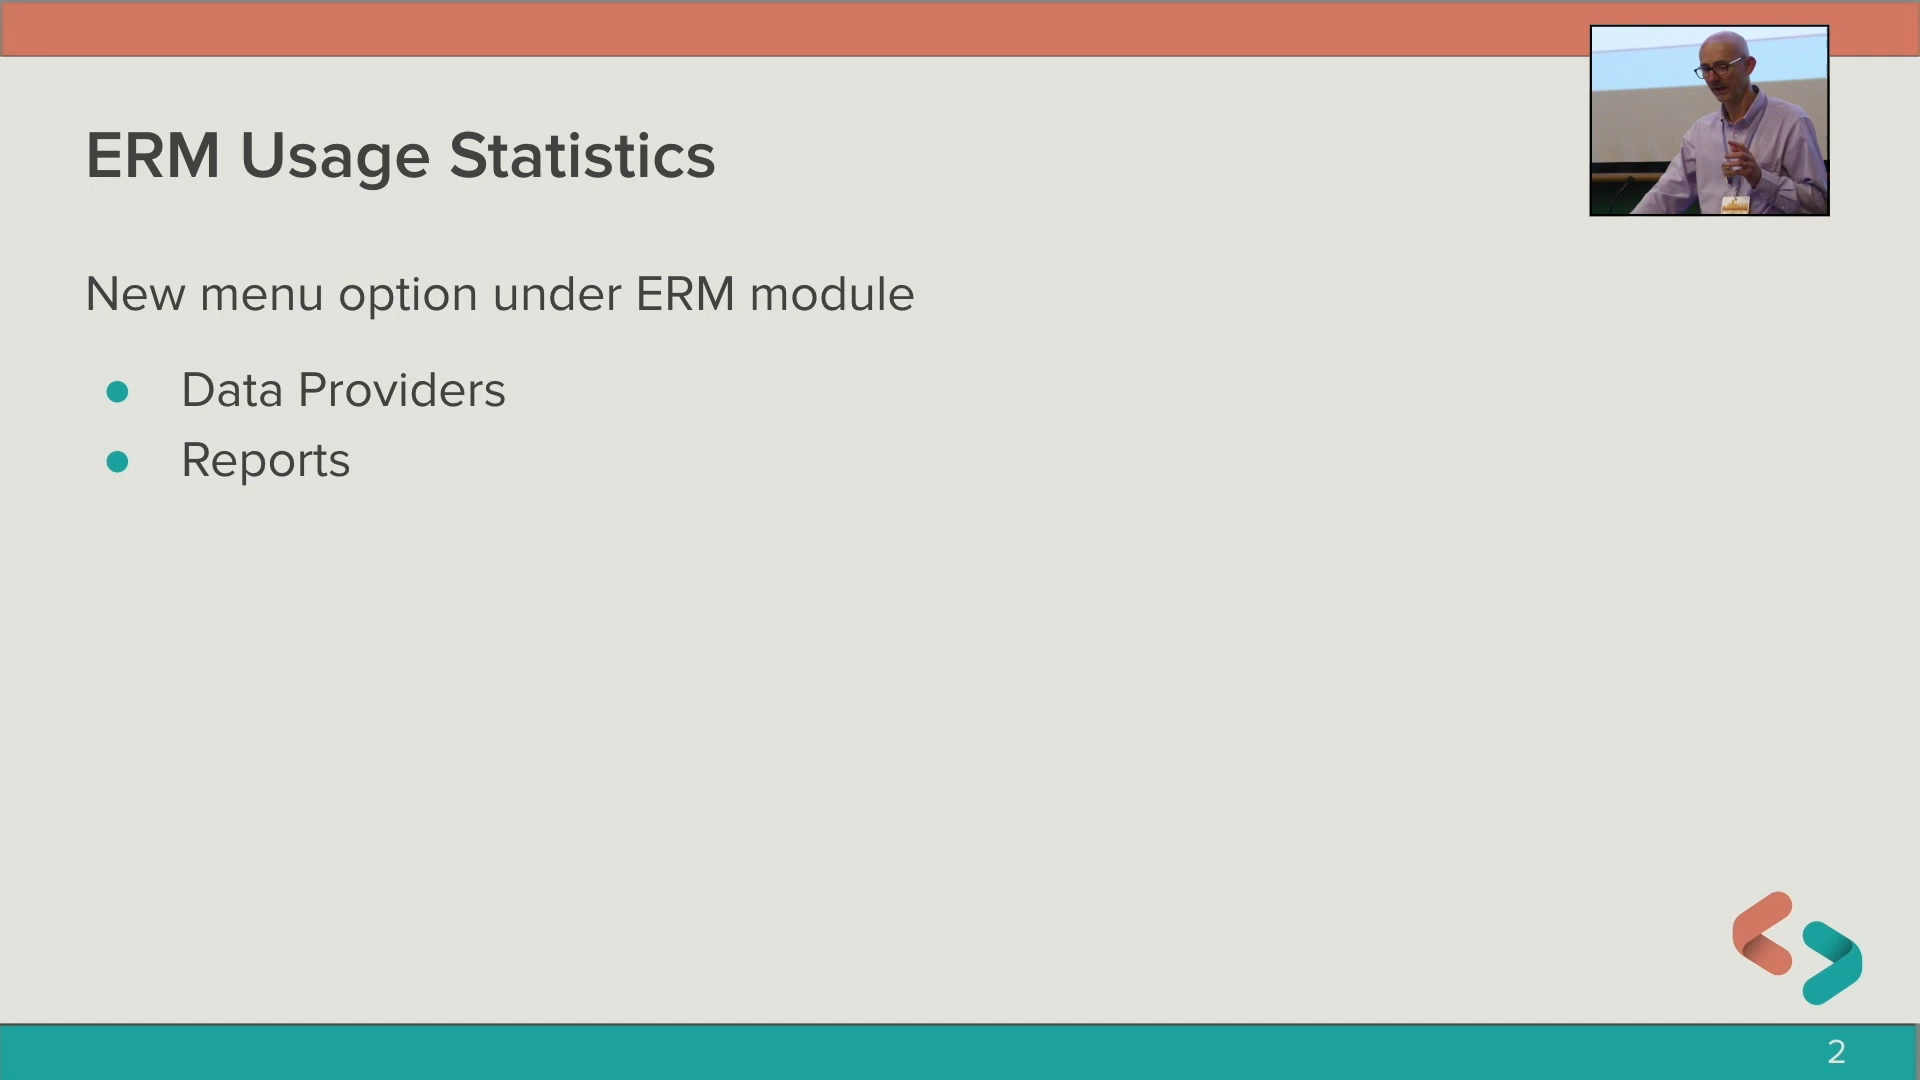 ERM Usage Statistics
New menu option under ERM module
● Data Providers
● Reports
2